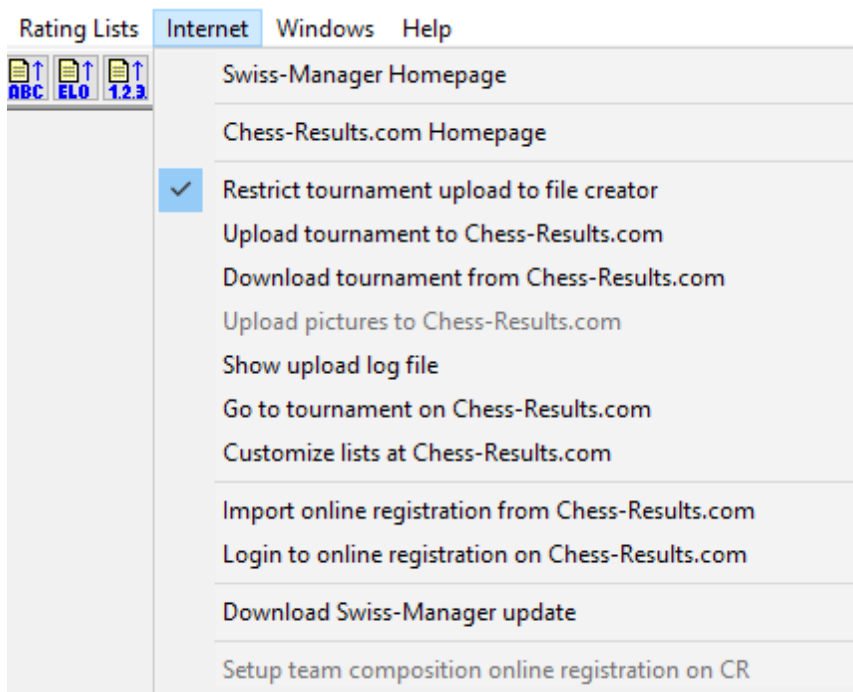 Rating Lists Internet Windows Help
ABC ELO 1.2.3.
Swiss-Manager Homepage
Chess-Results.com Homepage
Restrict tournament upload to file creator
Upload tournament to Chess-Results.com
Download tournament from Chess-Results.com
Upload pictures to Chess-Results.com
Show upload log file
Go to tournament on Chess-Results.com
Customize lists at Chess-Results.com
Import online registration from Chess-Results.com
Login to online registration on Chess-Results.com
Download Swiss-Manager update
Setup team composition online registration on CR